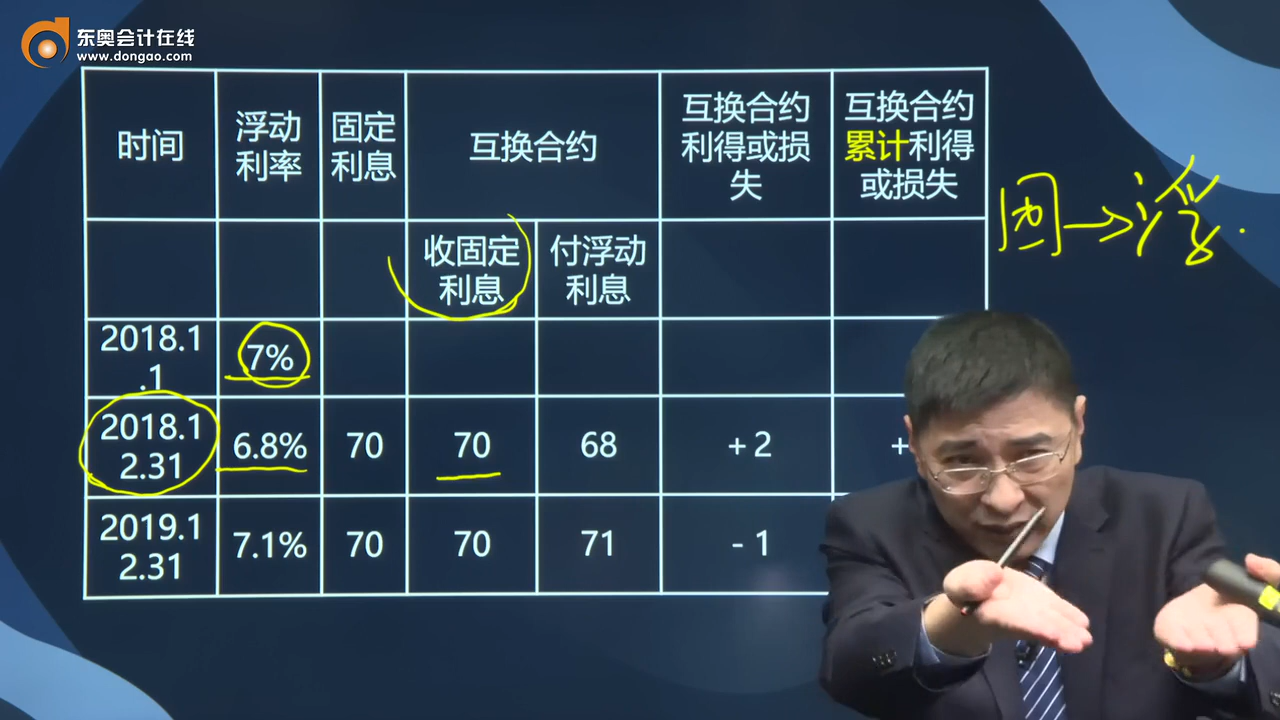 东奥会计在线
www.dongao.com
时间
浮动
利率
固定
利息
互换合约
互换合约
利得或损
失
互换合约
累计利得
或损失
固→浮.
收固定
利息
付浮动
利息
2018.1
.1
7%
2018.1
2.31
6.8%
70
70
68
+2
+
2019.1
2.31
7.1%
70
70
71
-1